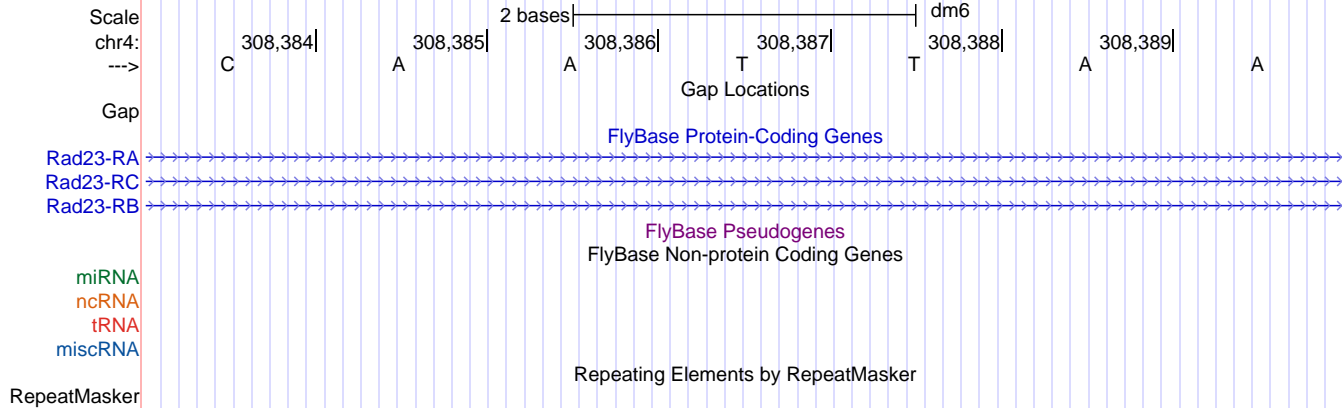 Scale 2 bases dm6
chr4: 308,384 308,385 308,386 308,387 308,388 308,389
---> C A A T T A A
Gap Locations
Gap
FlyBase Protein-Coding Genes
Rad23-RA
Rad23-RC
Rad23-RB
FlyBase Pseudogenes
FlyBase Non-protein Coding Genes
miRNA
ncRNA
tRNA
miscRNA
Repeating Elements by RepeatMasker
RepeatMasker